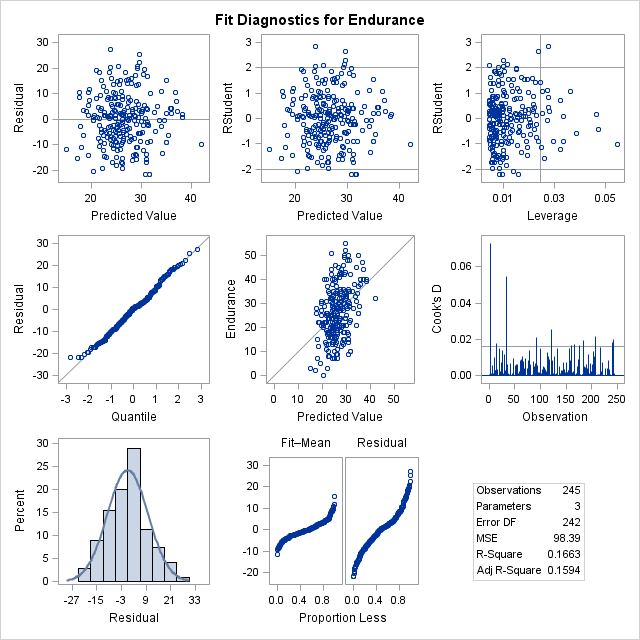 Fit Diagnostics for Endurance
30
20
10
0
-10
-20
Residual
20 30 40
Predicted Value
3
2
1
0
-1
-2
RStudent
20 30 40
Predicted Value
3
2
1
0
-1
-2
RStudent
0.01 0.03 0.05
Leverage
30
20
10
0
-10
-20
-30
Residual
-3 -2 -1 0 1 2 3
Quantile
50
40
30
20
10
0
Endurance
0 10 20 30 40 50
Predicted Value
0.06
0.04
0.02
0.00
Cook's D
0 50 100 150 200 250
Observation
30
25
20
15
10
5
0
Percent
-27 -15 -3 9 21 33
Residual
Fit–Mean Residual
20
10
0
-10
-20
0.0 0.4 0.8 0.0 0.4 0.8
Proportion Less
Observations 245
Parameters 3
Error DF 242
MSE 98.39
R-Square 0.1663
Adj R-Square 0.1594